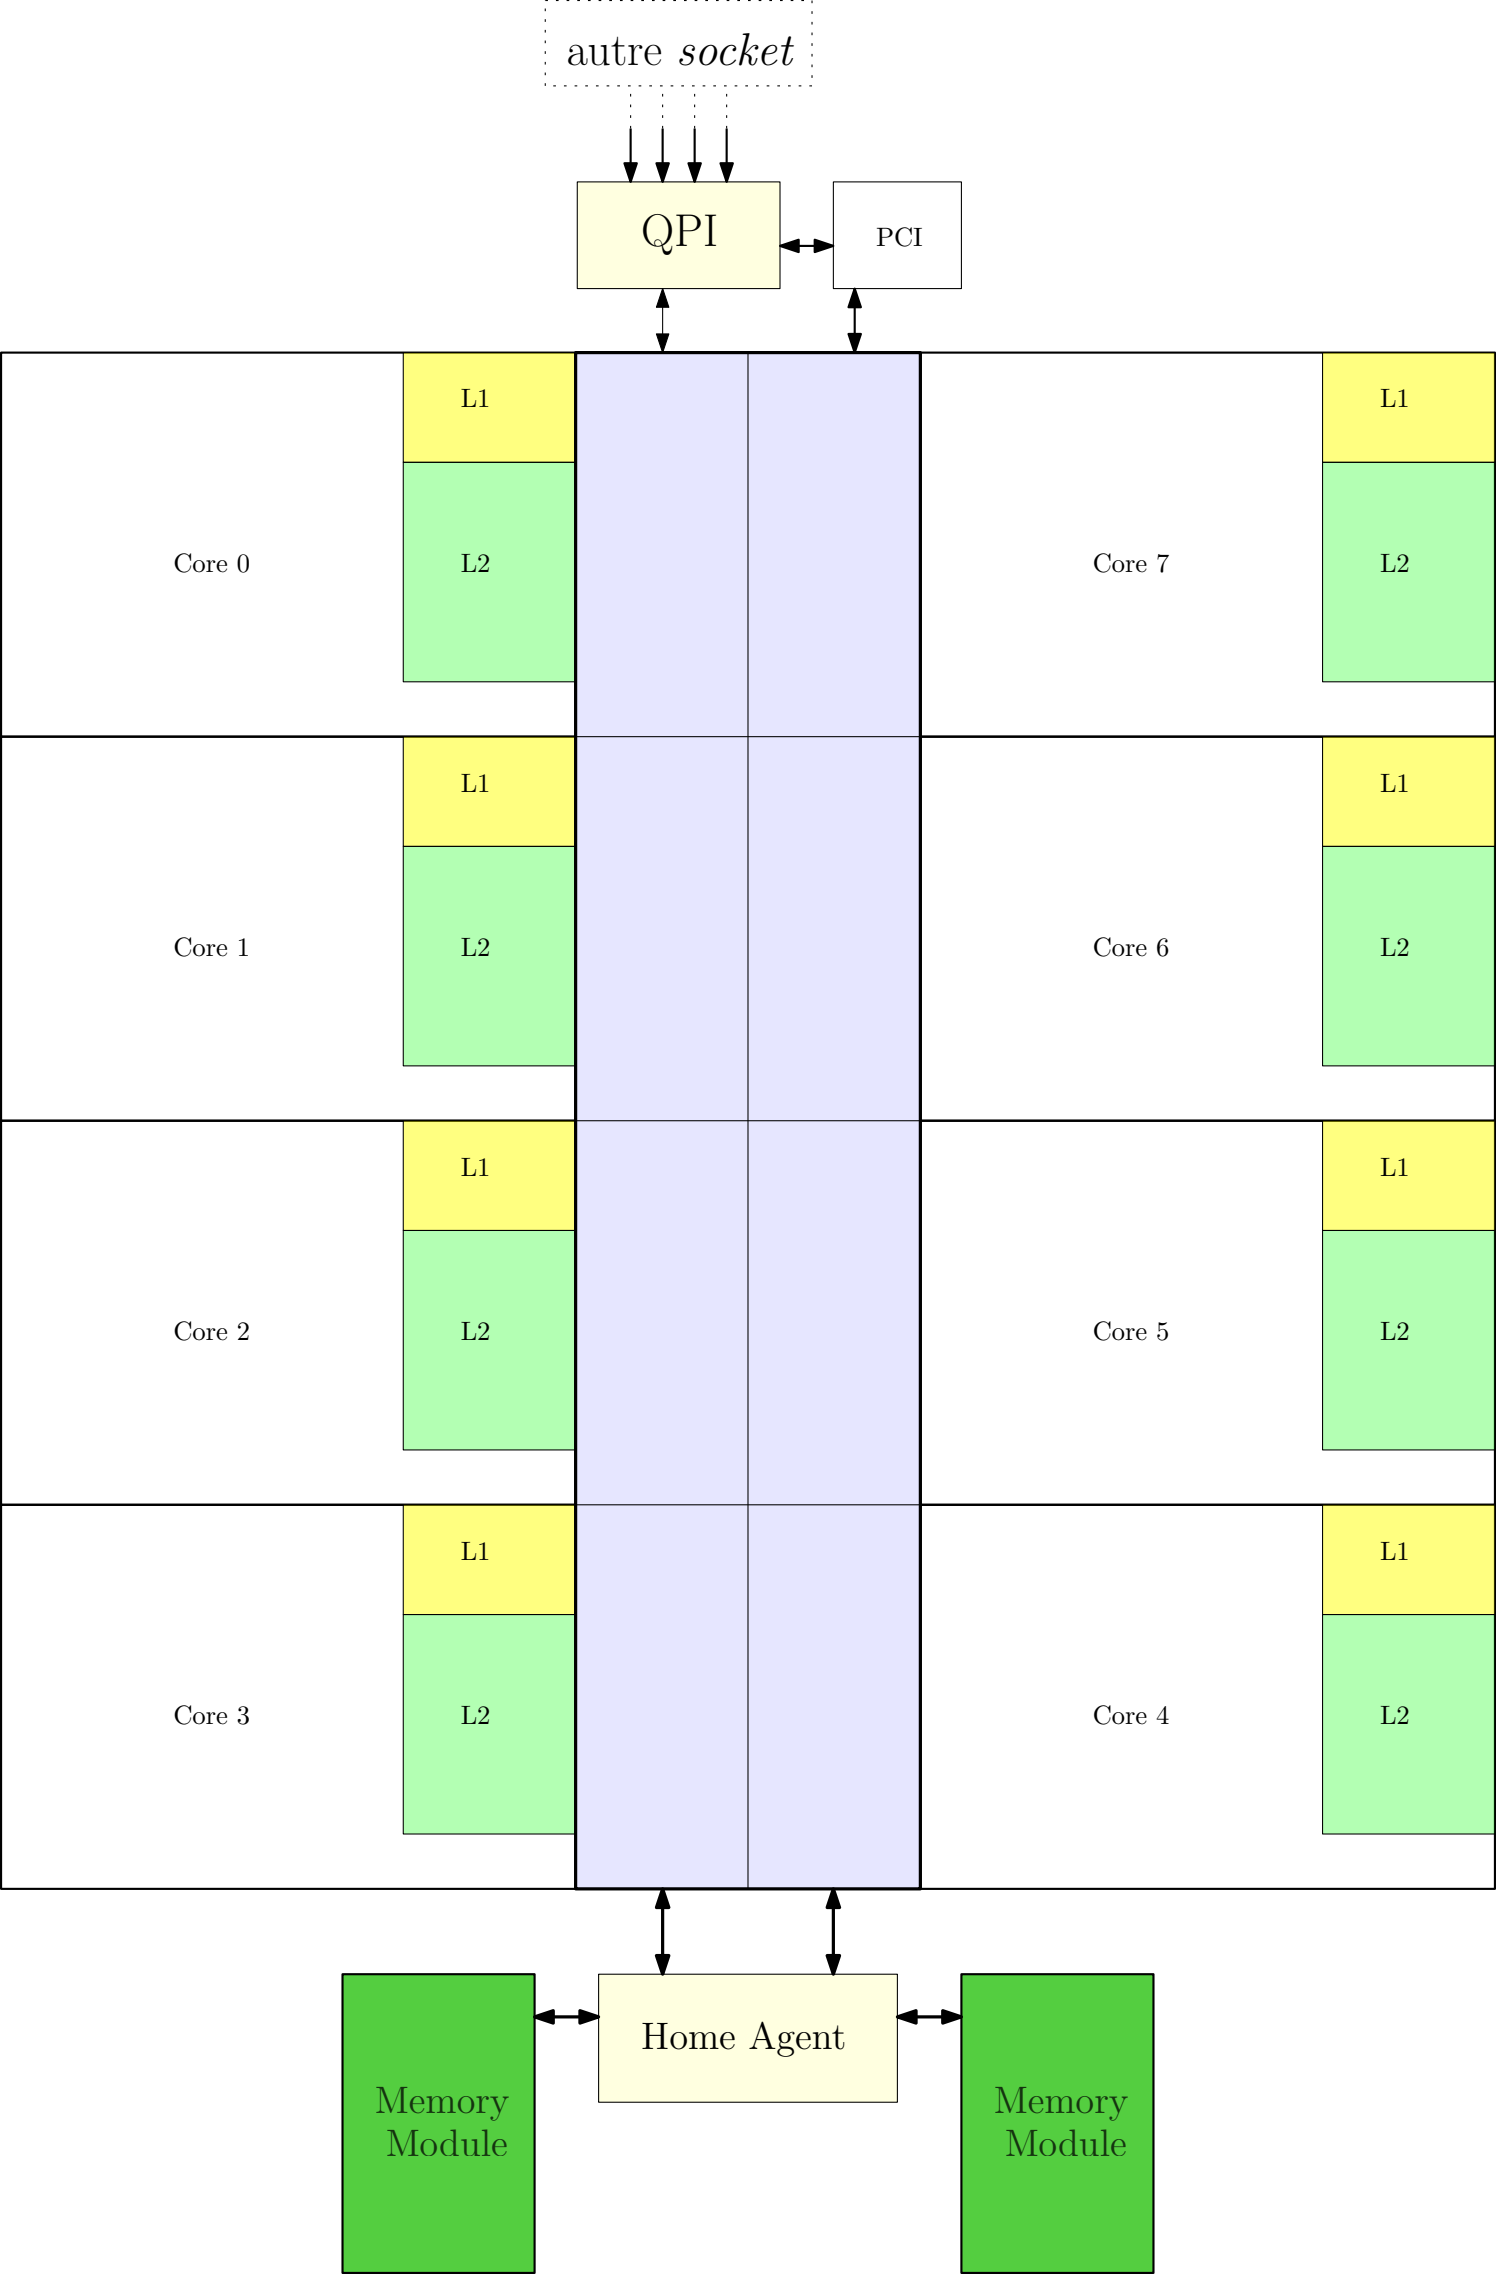 autre socket
QPI
PCI
L1
L1
Core 0
L2
Core 7
L2
L1
L1
Core 1
L2
Core 6
L2
L1
L1
Core 2
L2
Core 5
L2
L1
L1
Core 3
L2
Core 4
L2
Home Agent
Memory
Module
Memory
Module